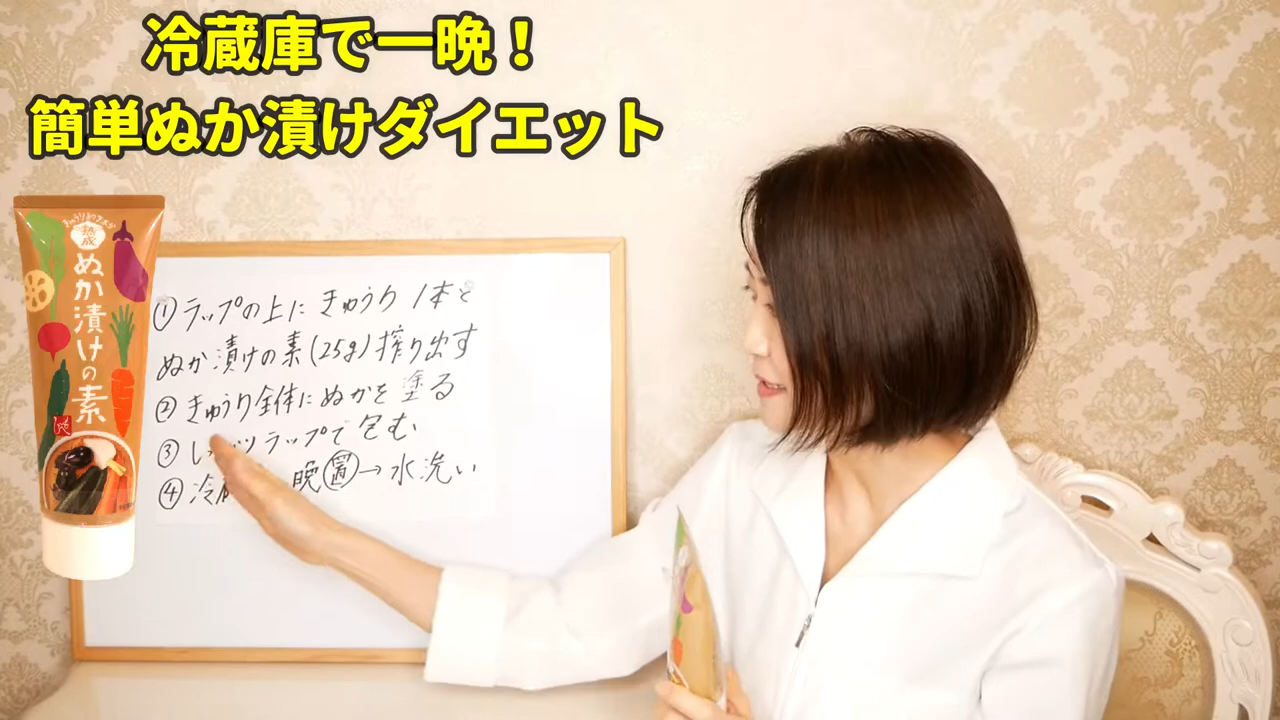 冷蔵庫で一晩！
簡単ぬか漬けダイエット
熟成
ぬか漬けの素
①ラップの上に きゅうり 1本と
ぬか漬けの素(25g)搾り出す
②きゅうり全体にぬかを塗る
③ ラップで包む
④冷 晩置→水洗い